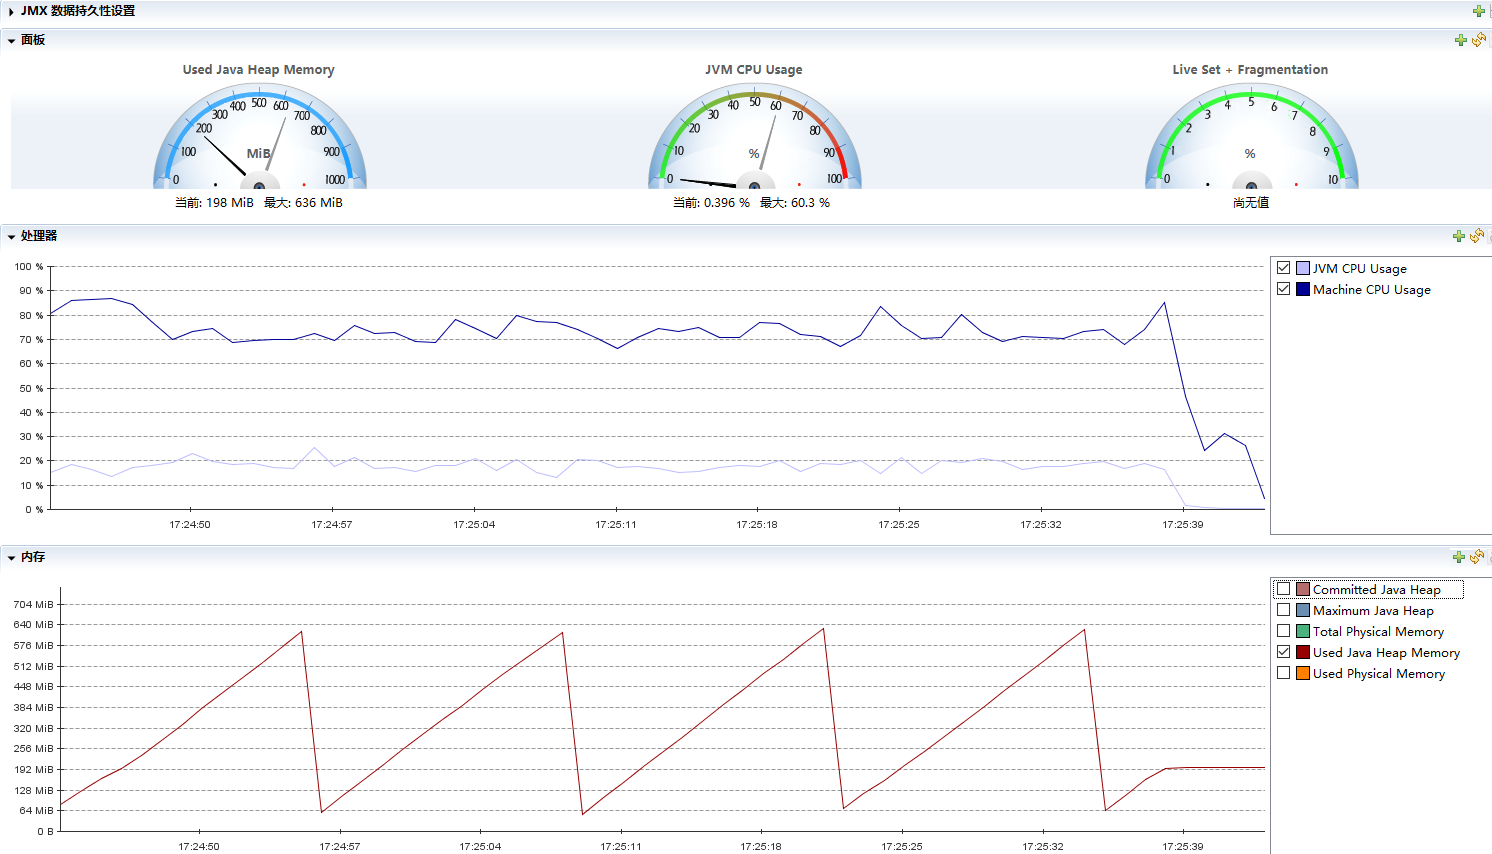 JMX 数据持久性设置
面板
Used Java Heap Memory
0 100 200 300 400 500 600 700 800 900 1000
MiB
当前: 198 MiB 最大: 636 MiB
JVM CPU Usage
0 10 20 30 40 50 60 70 80 90 100
%
当前: 0.396 % 最大: 60.3 %
Live Set + Fragmentation
0 1 2 3 4 5 6 7 8 9 10
%
尚无值
处理器
100 %
90 %
80 %
70 %
60 %
50 %
40 %
30 %
20 %
10 %
0 %
17:24:50 17:24:57 17:25:04 17:25:11 17:25:18 17:25:25 17:25:32 17:25:39
JVM CPU Usage
Machine CPU Usage
内存
704 MiB
640 MiB
576 MiB
512 MiB
448 MiB
384 MiB
320 MiB
256 MiB
192 MiB
128 MiB
64 MiB
0 B
17:24:50 17:24:57 17:25:04 17:25:11 17:25:18 17:25:25 17:25:32 17:25:39
Committed Java Heap
Maximum Java Heap
Total Physical Memory
Used Java Heap Memory
Used Physical Memory